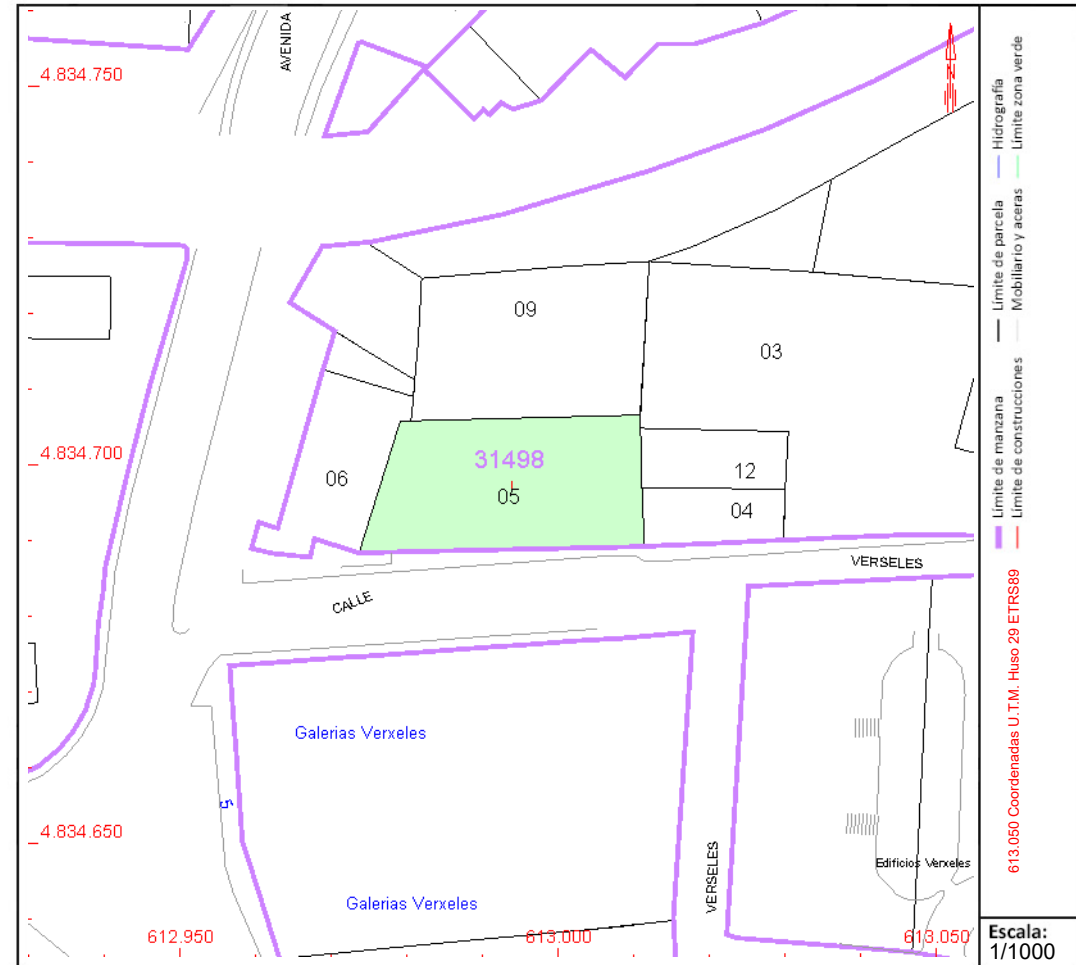 AVENIDA
4.834.750
N
09
03
4.834.700
31498
06
05
12
04
VERSELES
CALLE
Galerias Verxeles
5
4.834.650
VERSELES
Edificios Verxeles
Galerias Verxeles
612.950
613.000
613.050
Límite de manzana
Límite de parcela
Hidrografía
Límite de construcciones
Mobiliario y aceras
Límite zona verde
613.050 Coordenadas U.T.M. Huso 29 ETRS89
Escala:
1/1000